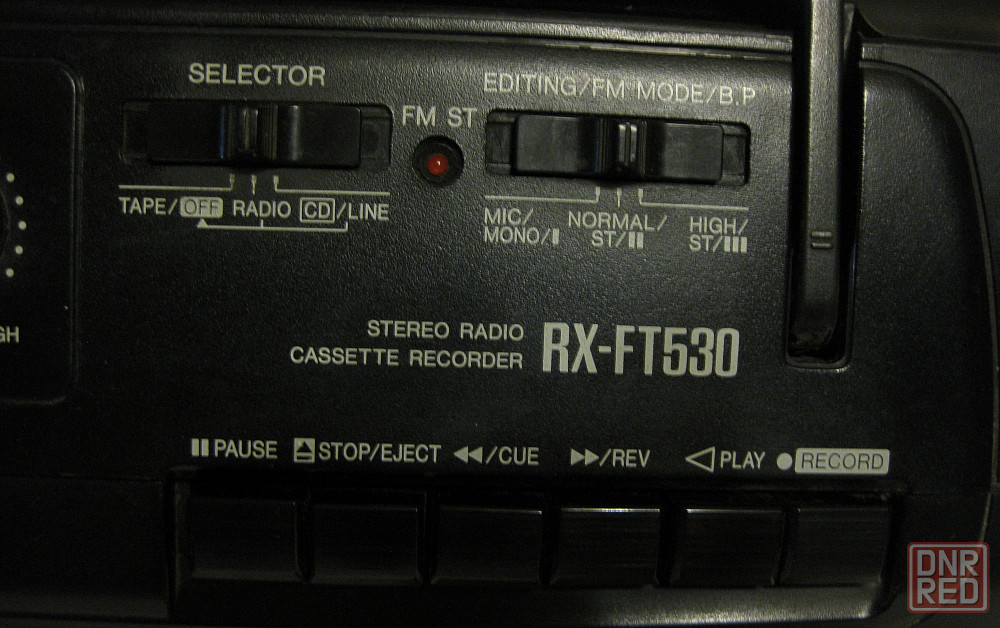 SELECTOR
EDITING/FM MODE/B.P
FM ST
TAPE/OFF RADIO CD/LINE
MIC/
MONO/I
NORMAL/
ST/II
HIGH/
ST/III
GH
STEREO RADIO
CASSETTE RECORDER
RX-FT530
PAUSE
STOP/EJECT
◀◀/CUE
▶▶/REV
PLAY
RECORD
DNR
RED